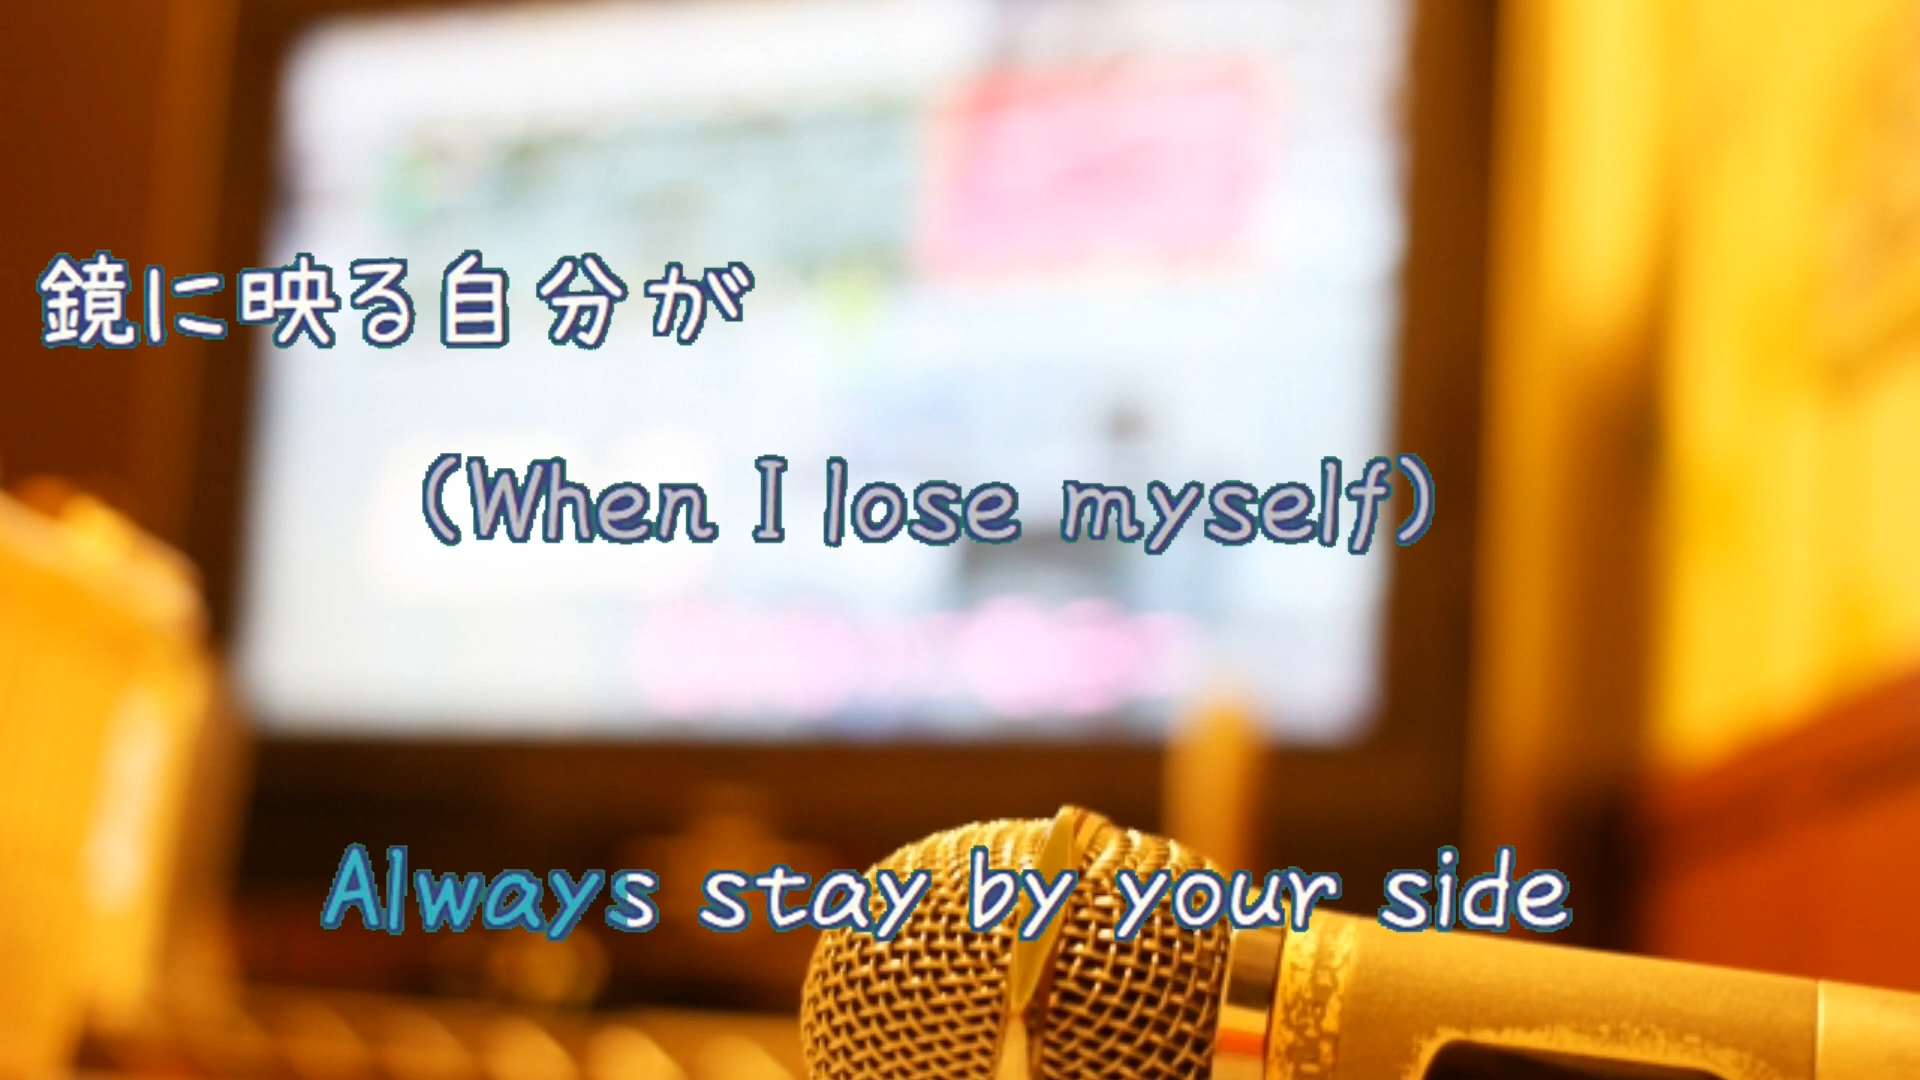 鏡に映る自分が
(When I lose myself)
Always stay by your side